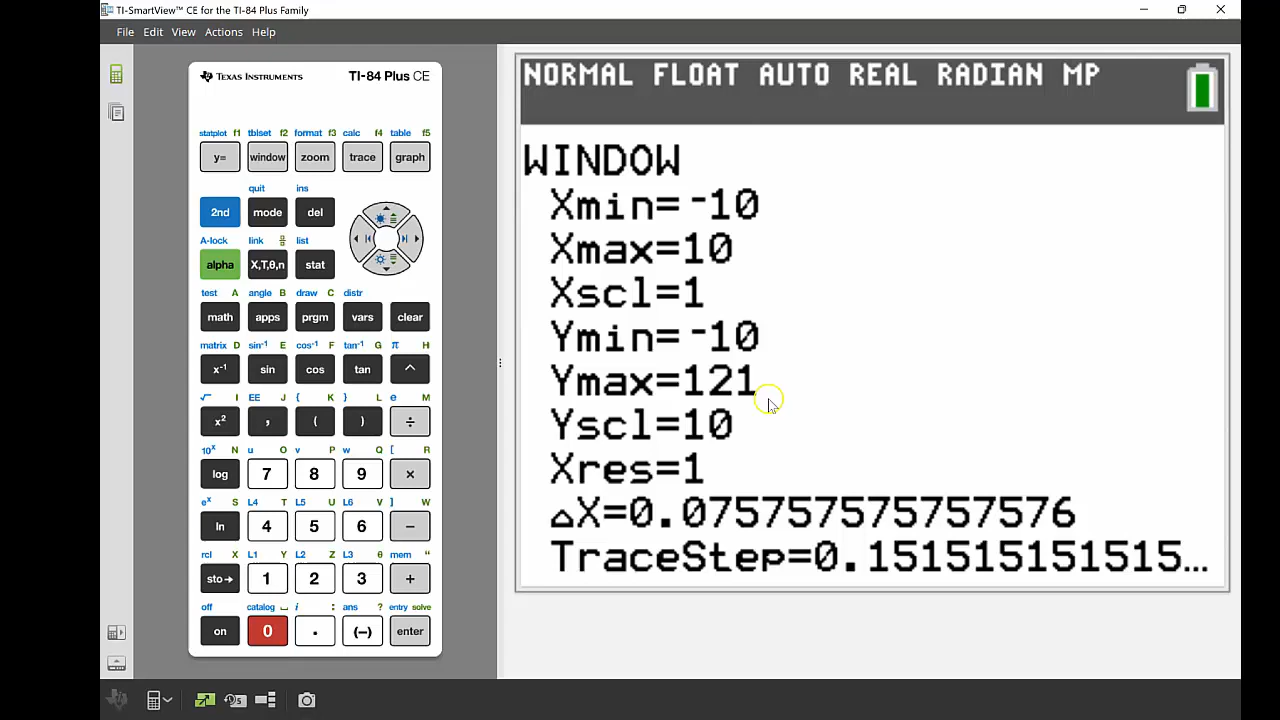 TI-SmartView™ CE for the TI-84 Plus Family
File Edit View Actions Help
TEXAS INSTRUMENTS TI-84 Plus CE
statplot f1 tblset f2 format f3 calc f4 table f5
y= window zoom trace graph
quit ins
2nd mode del
A-lock link list
alpha X,T,θ,n stat
test A angle B draw C distr
math apps prgm vars clear
matrix D sin⁻¹ E cos⁻¹ F tan⁻¹ G π H
x⁻¹ sin cos tan ^
√ I EE J { K } L e M
x² , ( ) ÷
10ˣ N u O v P w Q [ R
log 7 8 9 ×
eˣ S L4 T L5 U L6 V ] W
ln 4 5 6 −
rcl X L1 Y L2 Z L3 θ mem “
sto→ 1 2 3 +
off catalog ⎵ i : ans ? entry solve
on 0 . (−) enter
NORMAL FLOAT AUTO REAL RADIAN MP
WINDOW
Xmin=-10
Xmax=10
Xscl=1
Ymin=-10
Ymax=121
Yscl=10
Xres=1
△X=0.075757575757576
TraceStep=0.151515151515…